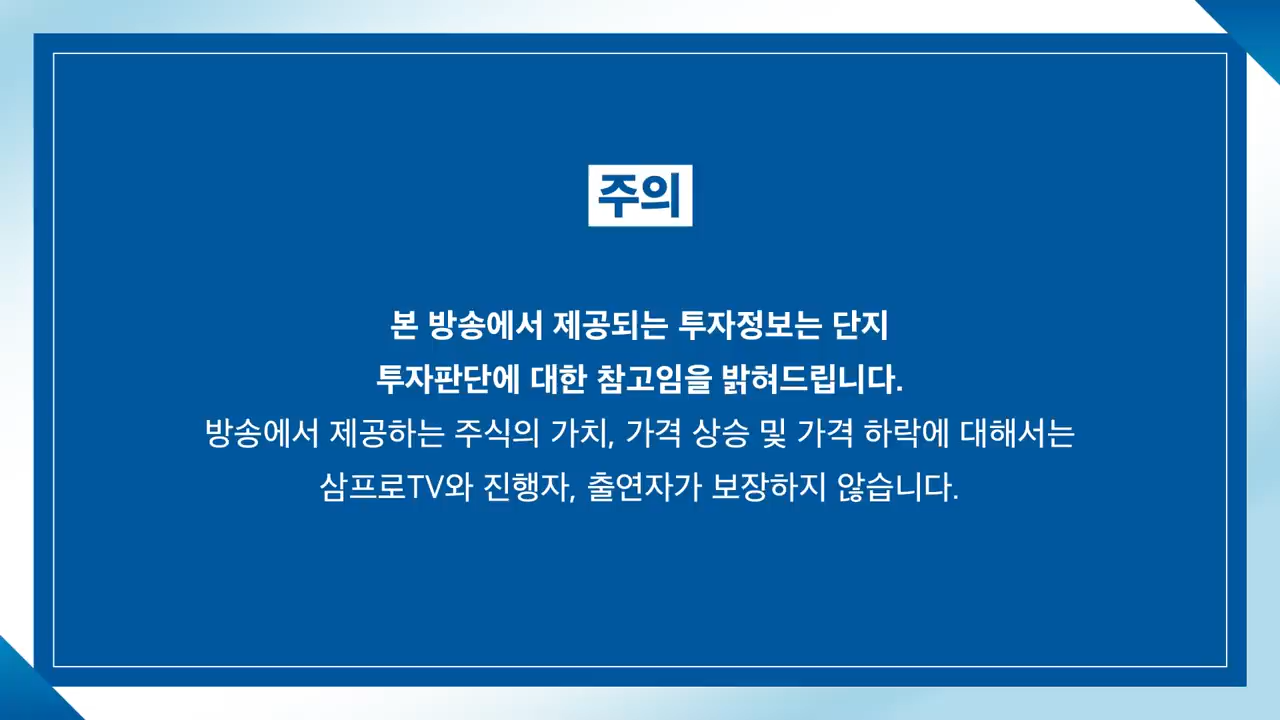 주의
본 방송에서 제공되는 투자정보는 단지
투자판단에 대한 참고임을 밝혀드립니다.
방송에서 제공하는 주식의 가치, 가격 상승 및 가격 하락에 대해서는
삼프로TV와 진행자, 출연자가 보장하지 않습니다.